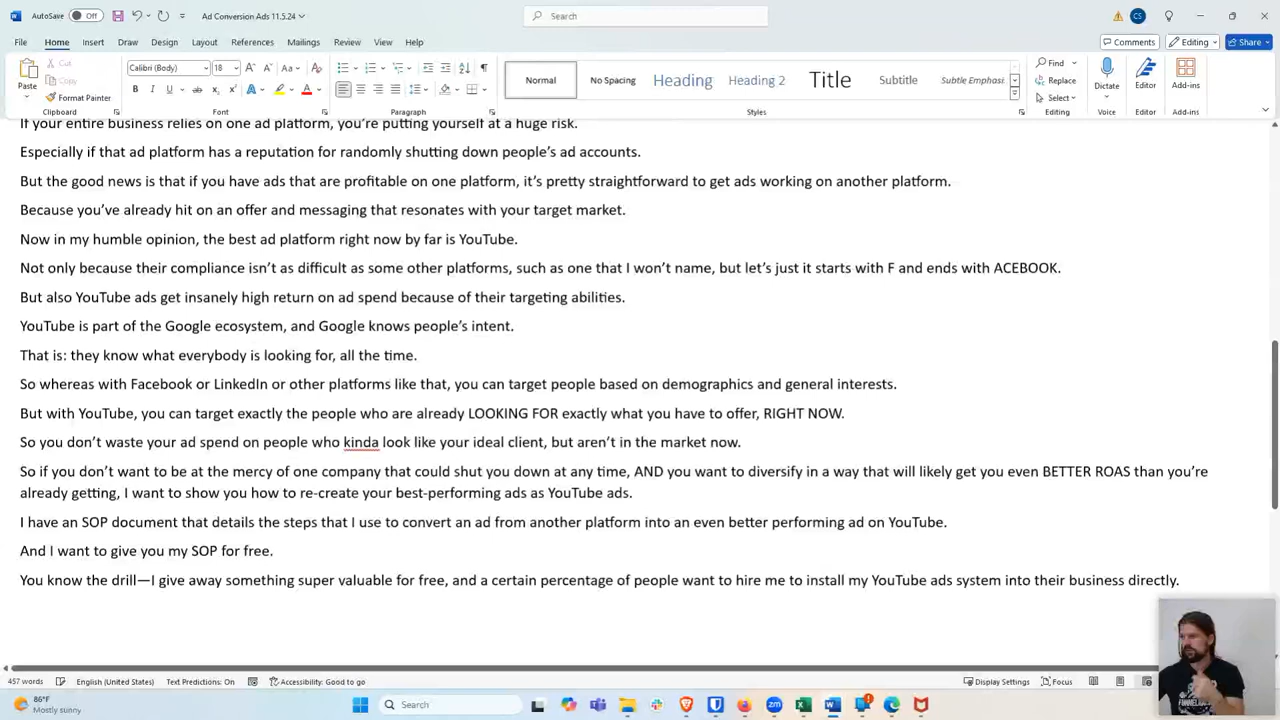 AutoSave Off Ad Conversion Ads 11.5.24 Search CS
File Home Insert Draw Design Layout References Mailings Review View Help Comments Editing Share
Paste Cut Copy Format Painter Calibri (Body) 18 Normal No Spacing Heading Heading 2 Title Subtitle Subtle Emphasi. Find Replace Select Dictate Editor Add-ins
Clipboard Font Paragraph Styles Editing Voice Editor Add-ins
If your entire business relies on one ad platform, you're putting yourself at a huge risk.
Especially if that ad platform has a reputation for randomly shutting down people's ad accounts.
But the good news is that if you have ads that are profitable on one platform, it's pretty straightforward to get ads working on another platform.
Because you've already hit on an offer and messaging that resonates with your target market.
Now in my humble opinion, the best ad platform right now by far is YouTube.
Not only because their compliance isn't as difficult as some other platforms, such as one that I won't name, but let's just it starts with F and ends with ACEBOOK.
But also YouTube ads get insanely high return on ad spend because of their targeting abilities.
YouTube is part of the Google ecosystem, and Google knows people's intent.
That is: they know what everybody is looking for, all the time.
So whereas with Facebook or LinkedIn or other platforms like that, you can target people based on demographics and general interests.
But with YouTube, you can target exactly the people who are already LOOKING FOR exactly what you have to offer, RIGHT NOW.
So you don't waste your ad spend on people who kinda look like your ideal client, but aren't in the market now.
So if you don't want to be at the mercy of one company that could shut you down at any time, AND you want to diversify in a way that will likely get you even BETTER ROAS than you're
already getting, I want to show you how to re-create your best-performing ads as YouTube ads.
I have an SOP document that details the steps that I use to convert an ad from another platform into an even better performing ad on YouTube.
And I want to give you my SOP for free.
You know the drill—I give away something super valuable for free, and a certain percentage of people want to hire me to install my YouTube ads system into their business directly.
457 words English (United States) Text Predictions: On Accessibility: Good to go Display Settings Focus
86°F
Mostly sunny
Search